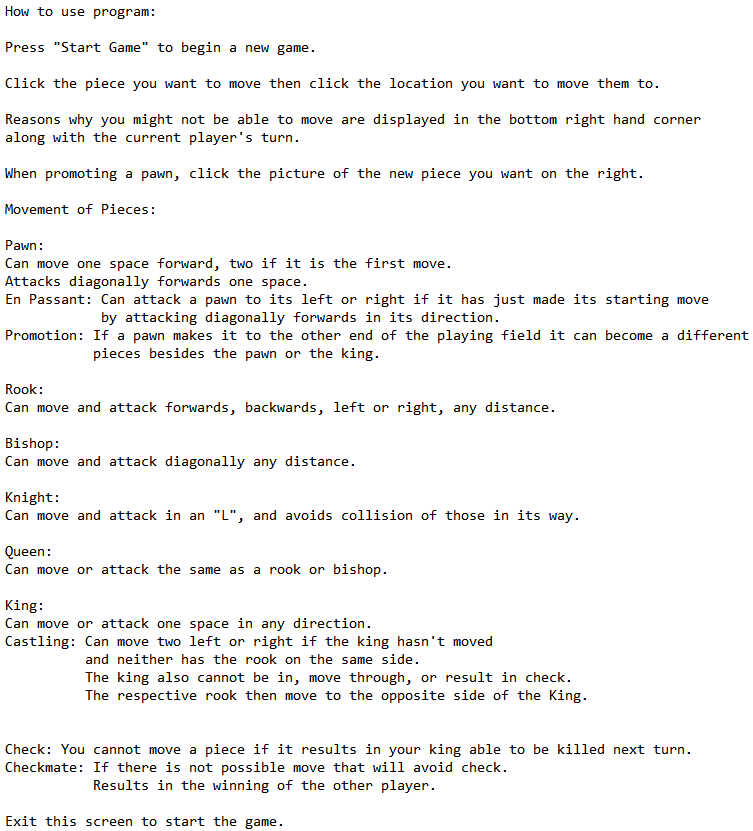 How to use program:
Press "Start Game" to begin a new game.
Click the piece you want to move then click the location you want to move them to.
Reasons why you might not be able to move are displayed in the bottom right hand corner
along with the current player's turn.
When promoting a pawn, click the picture of the new piece you want on the right.
Movement of Pieces:
Pawn:
Can move one space forward, two if it is the first move.
Attacks diagonally forwards one space.
En Passant: Can attack a pawn to its left or right if it has just made its starting move
by attacking diagonally forwards in its direction.
Promotion: If a pawn makes it to the other end of the playing field it can become a different
pieces besides the pawn or the king.
Rook:
Can move and attack forwards, backwards, left or right, any distance.
Bishop:
Can move and attack diagonally any distance.
Knight:
Can move and attack in an "L", and avoids collision of those in its way.
Queen:
Can move or attack the same as a rook or bishop.
King:
Can move or attack one space in any direction.
Castling: Can move two left or right if the king hasn't moved
and neither has the rook on the same side.
The king also cannot be in, move through, or result in check.
The respective rook then move to the opposite side of the King.
Check: You cannot move a piece if it results in your king able to be killed next turn.
Checkmate: If there is not possible move that will avoid check.
Results in the winning of the other player.
Exit this screen to start the game.